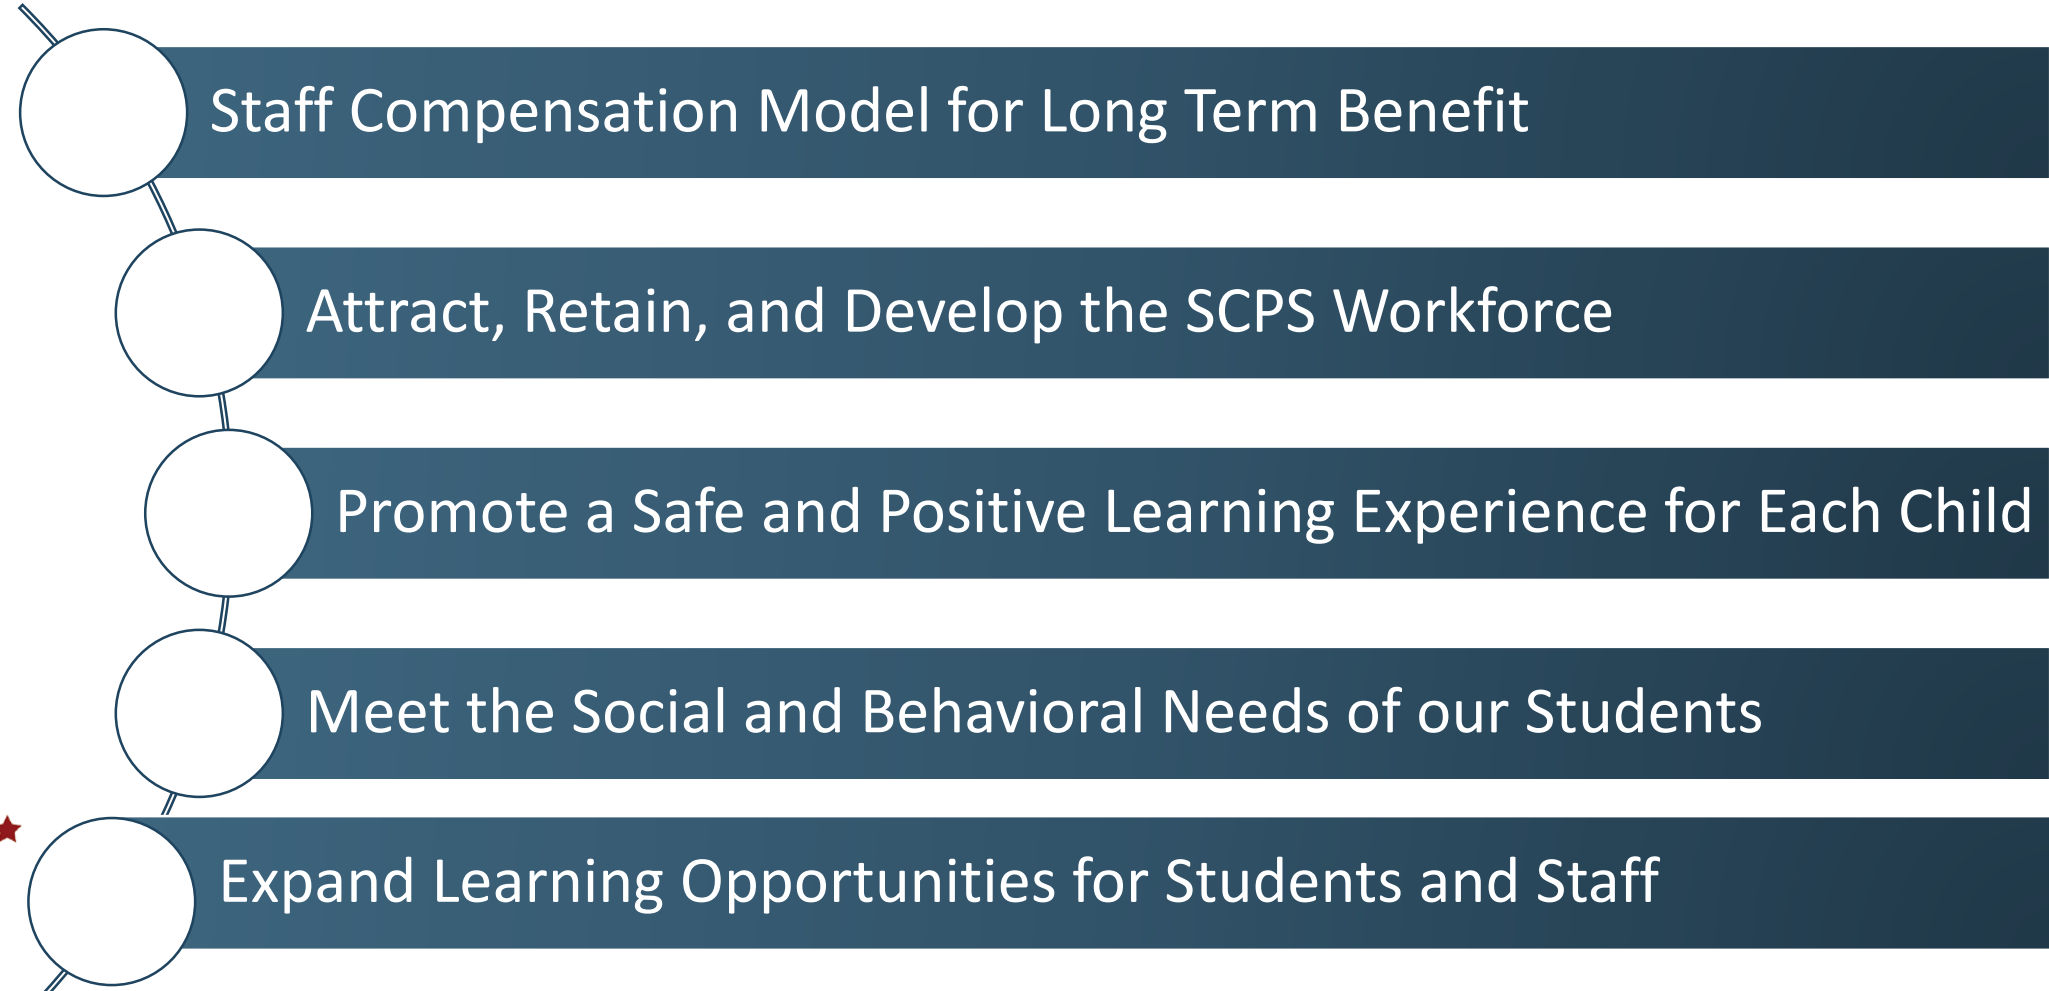 Staff Compensation Model for Long Term Benefit
Attract, Retain, and Develop the SCPS Workforce
Promote a Safe and Positive Learning Experience for Each Child
Meet the Social and Behavioral Needs of our Students
Expand Learning Opportunities for Students and Staff